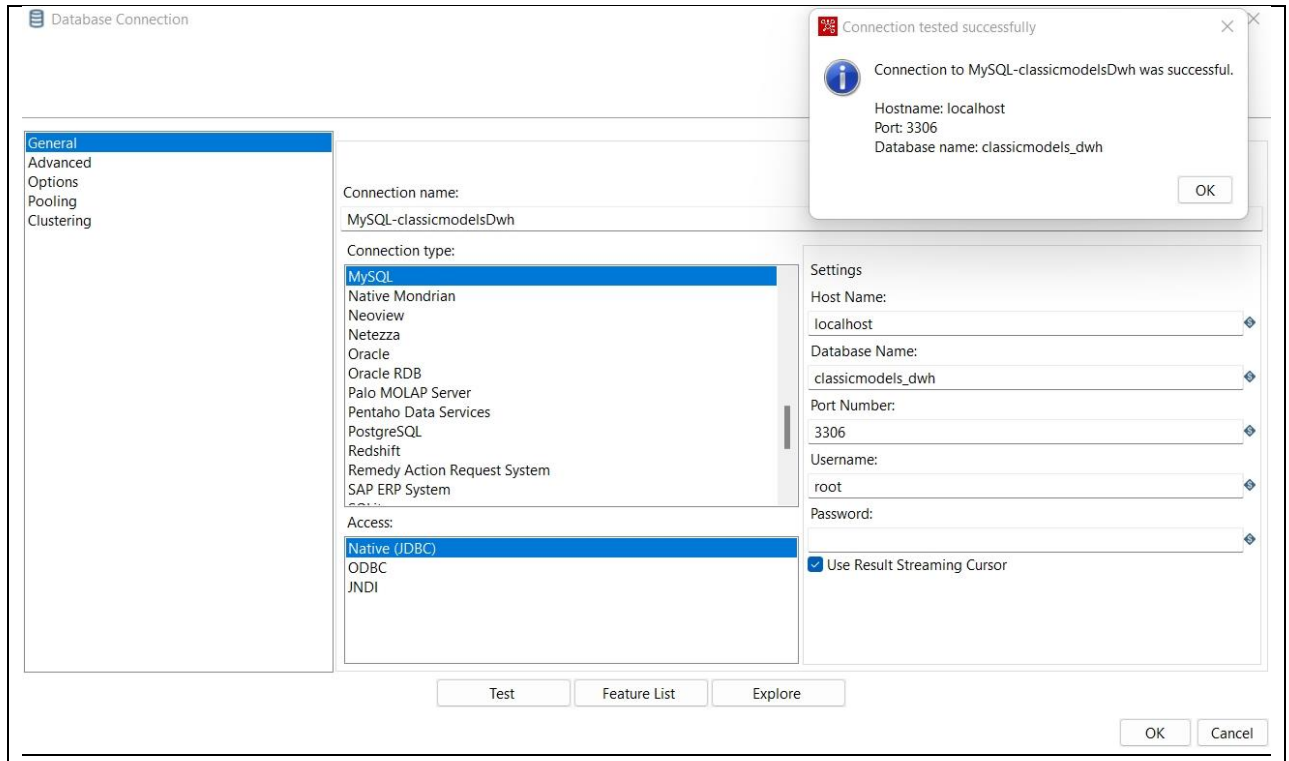 Database Connection
Connection tested successfully
Connection to MySQL-classicmodelsDwh was successful.
Hostname: localhost
Port: 3306
Database name: classicmodels_dwh
OK
General
Advanced
Options
Pooling
Clustering
Connection name:
MySQL-classicmodelsDwh
Connection type:
MySQL
Native Mondrian
Neoview
Netezza
Oracle
Oracle RDB
Palo MOLAP Server
Pentaho Data Services
PostgreSQL
Redshift
Remedy Action Request System
SAP ERP System
Access:
Native (JDBC)
ODBC
JNDI
Settings
Host Name:
localhost
Database Name:
classicmodels_dwh
Port Number:
3306
Username:
root
Password:
Use Result Streaming Cursor
Test
Feature List
Explore
OK
Cancel